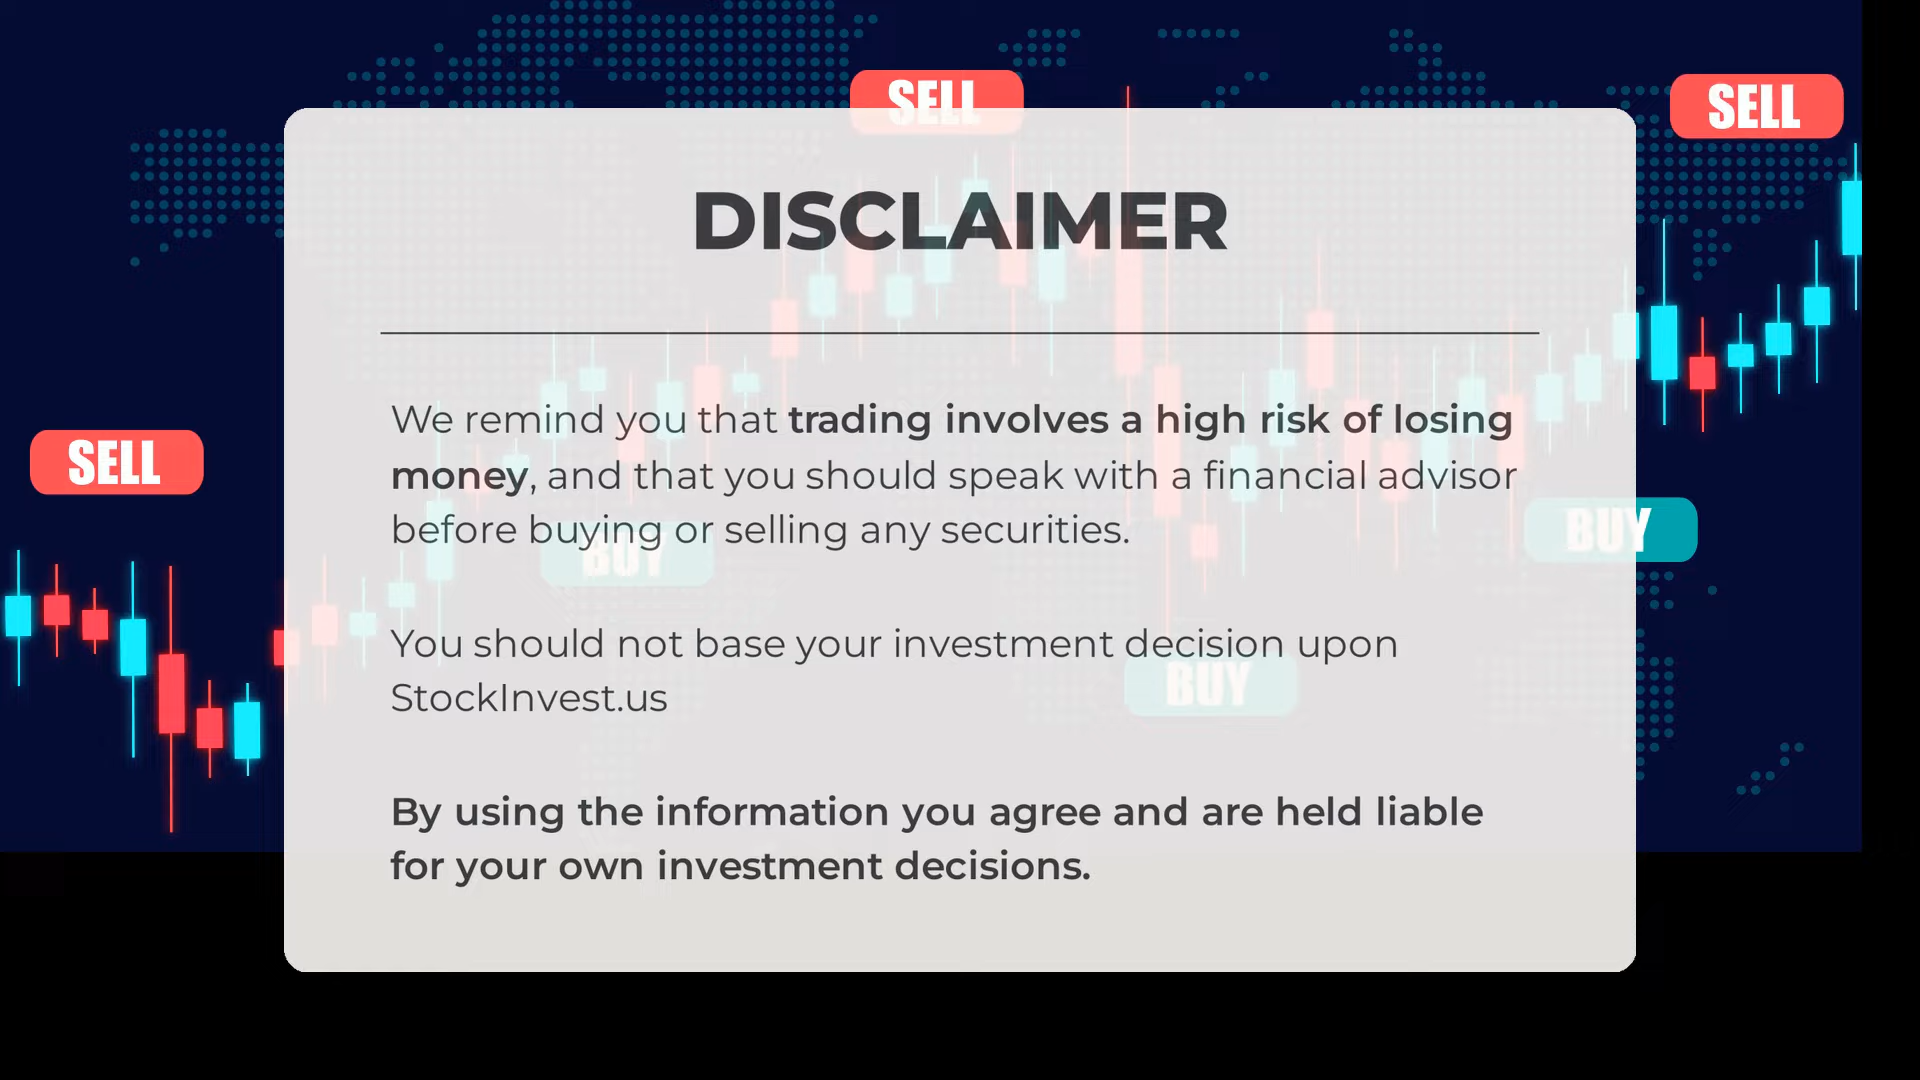 SELL
SELL
DISCLAIMER
We remind you that trading involves a high risk of losing
money, and that you should speak with a financial advisor
before buying or selling any securities.
SELL
BUY
BUY
You should not base your investment decision upon
StockInvest.us
BUY
By using the information you agree and are held liable
for your own investment decisions.